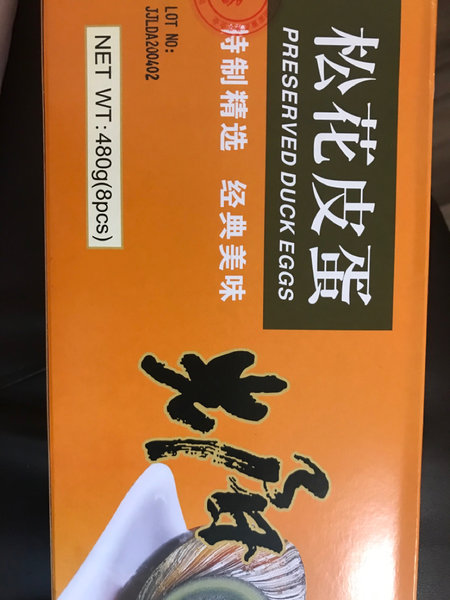 松花皮蛋
PRESERVED DUCK EGGS
特制精选 经典美味
LOT NO:
JJLDA200402
NET WT: 480g(8pcs)